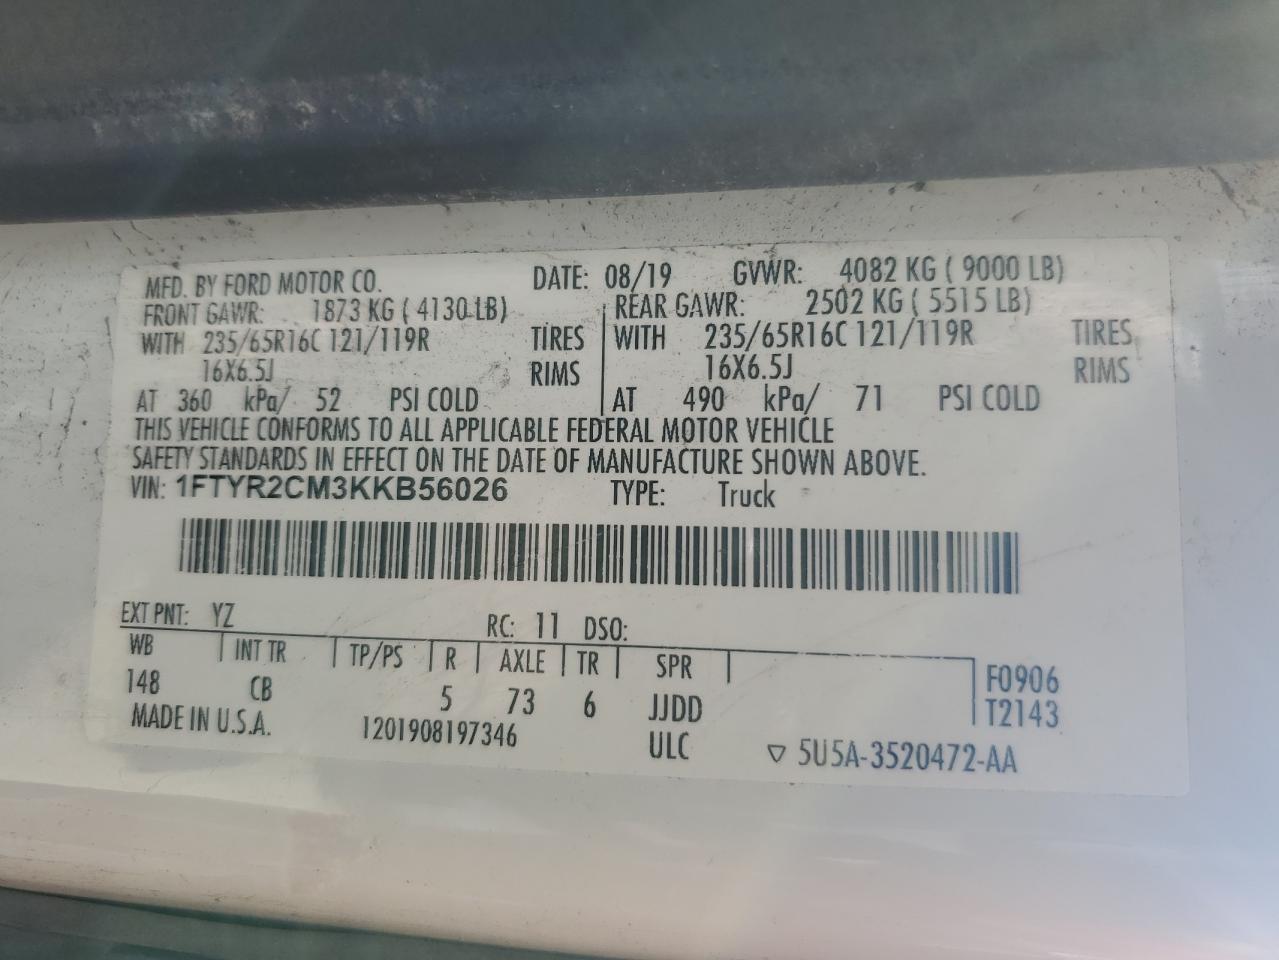 MFD. BY FORD MOTOR CO. DATE: 08/19 GVWR: 4082 KG ( 9000 LB)
FRONT GAWR: 1873 KG ( 4130 LB) REAR GAWR: 2502 KG ( 5515 LB)
WITH 235/65R16C 121/119R TIRES WITH 235/65R16C 121/119R TIRES
16X6.5J RIMS 16X6.5J RIMS
AT 360 kPa/ 52 PSI COLD AT 490 kPa/ 71 PSI COLD
THIS VEHICLE CONFORMS TO ALL APPLICABLE FEDERAL MOTOR VEHICLE
SAFETY STANDARDS IN EFFECT ON THE DATE OF MANUFACTURE SHOWN ABOVE.
VIN: 1FTYR2CM3KKB56026 TYPE: Truck
EXT PNT: YZ RC: 11 DSO:
WB INT TR TP/PS R AXLE TR SPR F0906
148 CB 5 73 6 JJDD T2143
MADE IN U.S.A. 1201908197346 ULC ▽ 5U5A-3520472-AA